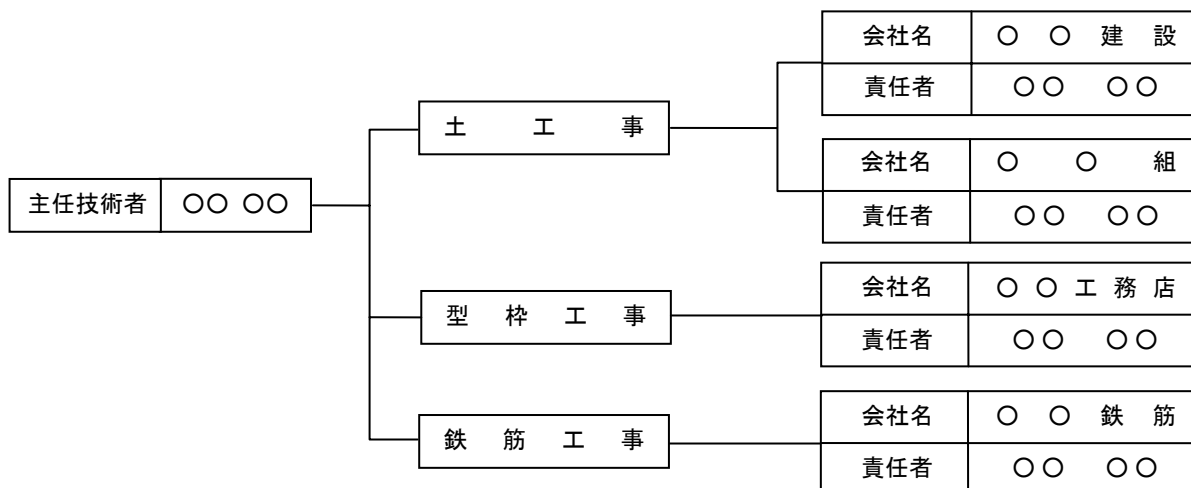 主任技術者 ○○ ○○
土 工 事
会社名 ○ ○ 建 設
責任者 ○○ ○○
会社名 ○ ○ 組
責任者 ○○ ○○
型 枠 工 事
会社名 ○ ○ 工 務 店
責任者 ○○ ○○
鉄 筋 工 事
会社名 ○ ○ 鉄 筋
責任者 ○○ ○○